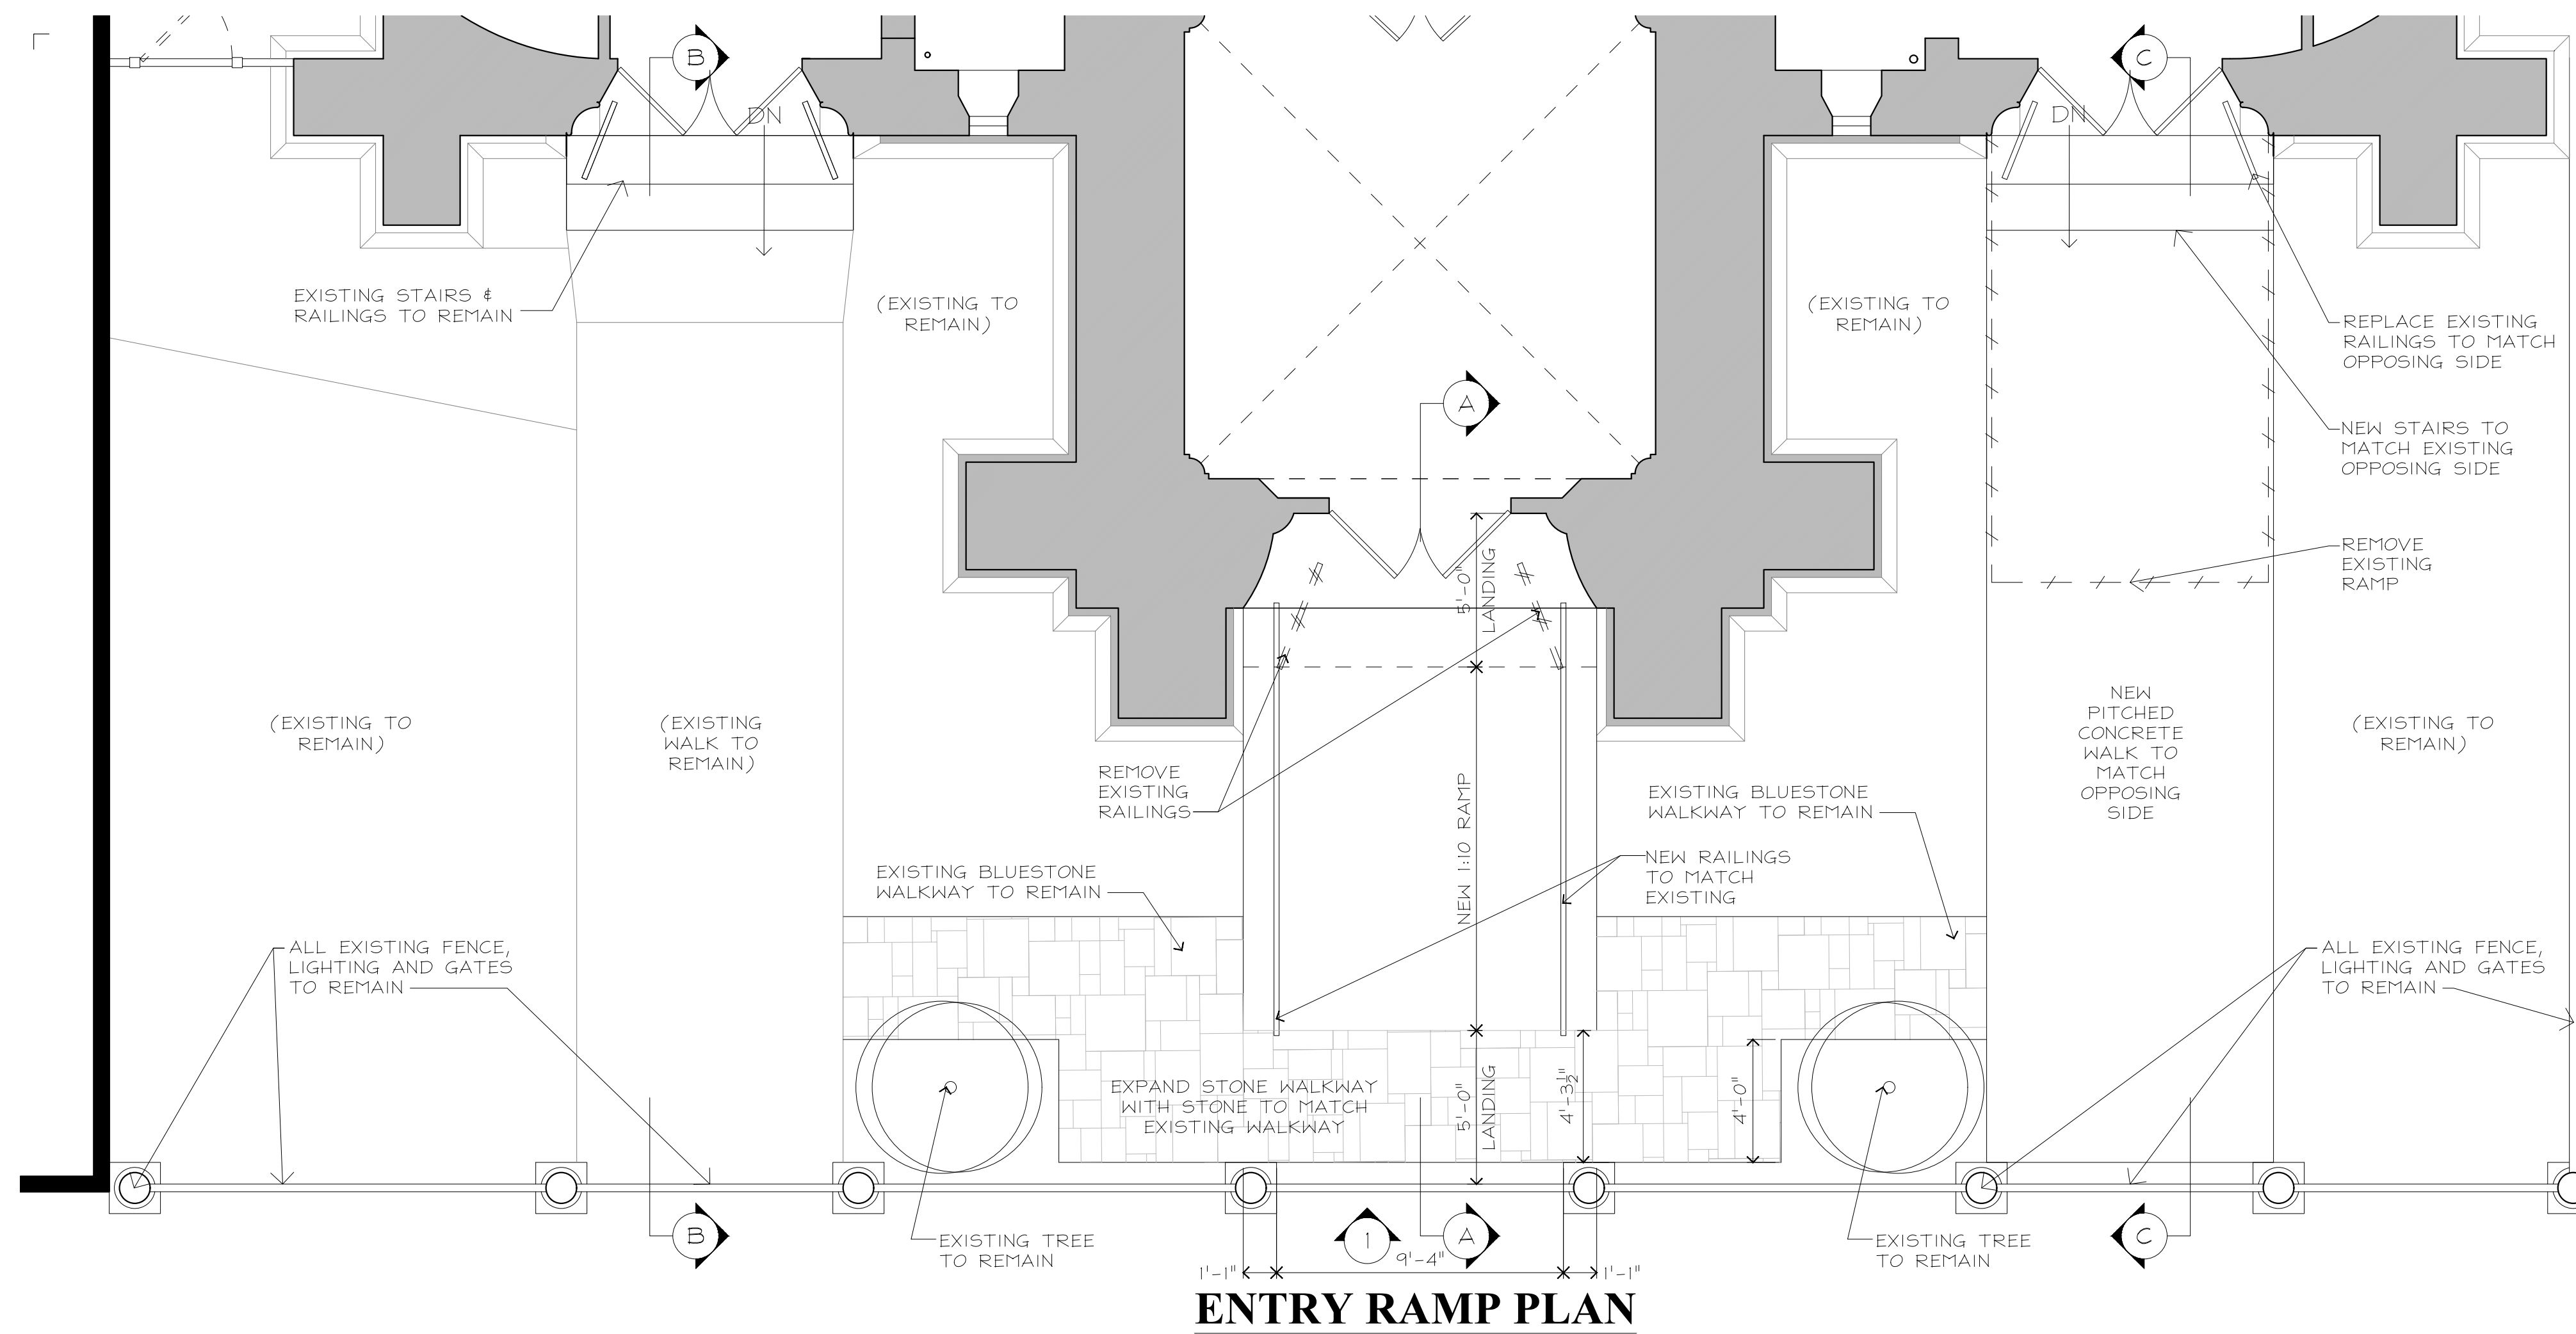 B
C
DN
DN
EXISTING STAIRS &
RAILINGS TO REMAIN
(EXISTING TO
REMAIN)
(EXISTING TO
REMAIN)
REPLACE EXISTING
RAILINGS TO MATCH
OPPOSING SIDE
A
NEW STAIRS TO
MATCH EXISTING
OPPOSING SIDE
REMOVE
EXISTING
RAMP
5'-0"
LANDING
(EXISTING TO
REMAIN)
(EXISTING
WALK TO
REMAIN)
REMOVE
EXISTING
RAILINGS
NEW 1:10 RAMP
EXISTING BLUESTONE
WALKWAY TO REMAIN
NEW
PITCHED
CONCRETE
WALK TO
MATCH
OPPOSING
SIDE
(EXISTING TO
REMAIN)
EXISTING BLUESTONE
WALKWAY TO REMAIN
NEW RAILINGS
TO MATCH
EXISTING
ALL EXISTING FENCE,
LIGHTING AND GATES
TO REMAIN
ALL EXISTING FENCE,
LIGHTING AND GATES
TO REMAIN
EXPAND STONE WALKWAY
WITH STONE TO MATCH
EXISTING WALKWAY
5'-0"
LANDING
4'-3½"
4'-0"
B
EXISTING TREE
TO REMAIN
1
A
EXISTING TREE
TO REMAIN
C
1'-1"
9'-4"
1'-1"
ENTRY RAMP PLAN